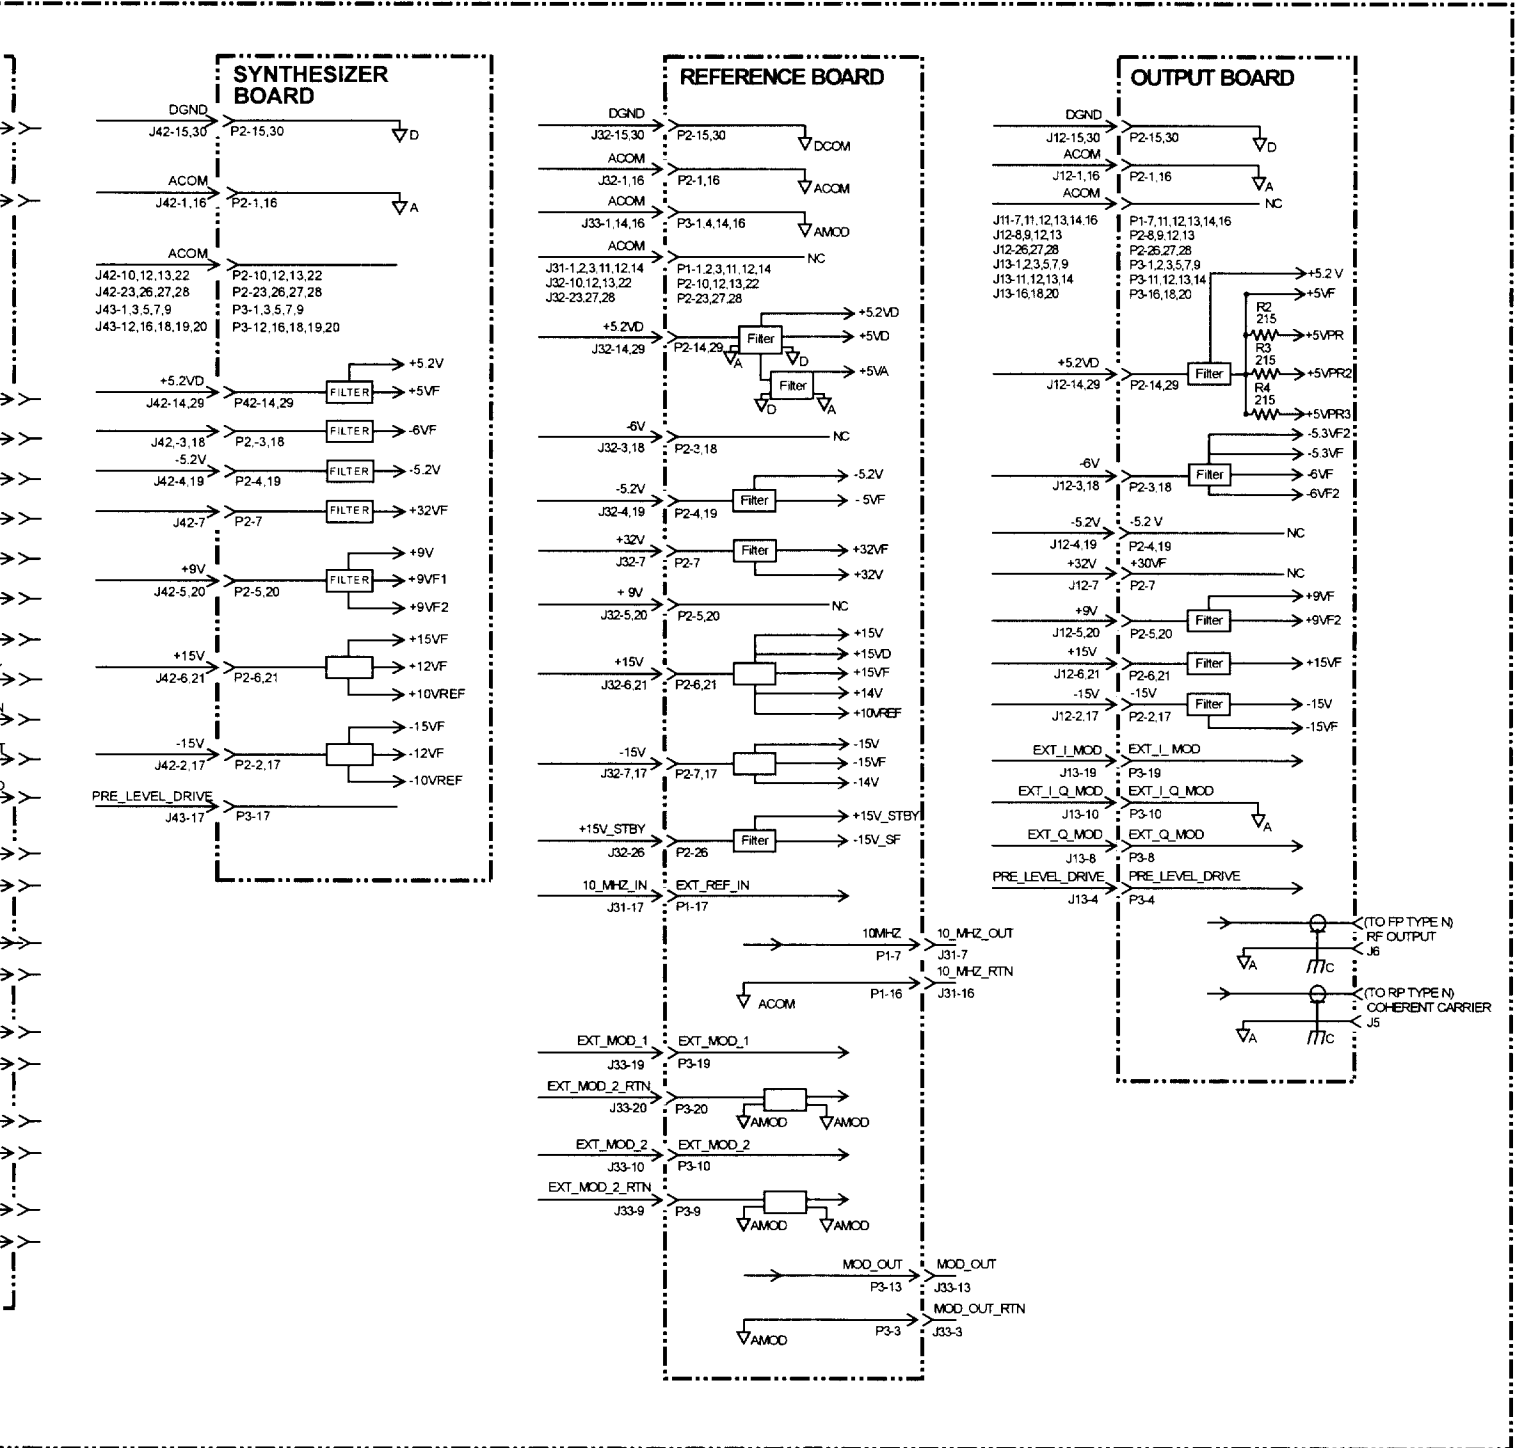 SYNTHESIZER
BOARD
DGND
J42-15,30
P2-15,30
D
ACOM
J42-1,16
P2-1,16
A
ACOM
J42-10,12,13,22
J42-23,26,27,28
J43-1,3,5,7,9
J43-12,16,18,19,20
P2-10,12,13,22
P2-23,26,27,28
P3-1,3,5,7,9
P3-12,16,18,19,20
+5.2VD
J42-14,29
P42-14,29
FILTER
+5.2V
+5VF
J42,-3,18
P2,-3,18
FILTER
-6VF
-5.2V
J42-4,19
P2-4,19
FILTER
-5.2V
J42-7
P2-7
FILTER
+32VF
+9V
J42-5,20
P2-5,20
FILTER
+9V
+9VF1
+9VF2
+15V
J42-6,21
P2-6,21
+15VF
+12VF
+10VREF
-15V
J42-2,17
P2-2,17
-15VF
-12VF
-10VREF
PRE_LEVEL_DRIVE
J43-17
P3-17
REFERENCE BOARD
DGND
J32-15,30
P2-15,30
DCOM
ACOM
J32-1,16
P2-1,16
ACOM
ACOM
J33-1,14,16
P3-1.4,14,16
AMOD
ACOM
J31-1,2,3,11,12,14
J32-10,12,13,22
J32-23,27,28
P1-1,2,3,11,12,14
P2-10,12,13,22
P2-23,27,28
NC
+5.2VD
J32-14,29
P2-14,29
Filter
A
D
+5.2VD
+5VD
Filter
D
A
+5VA
-6V
J32-3,18
P2-3,18
NC
-5.2V
J32-4,19
P2-4,19
Filter
-5.2V
- 5VF
+32V
J32-7
P2-7
Filter
+32VF
+32V
+ 9V
J32-5,20
P2-5,20
NC
+15V
J32-6,21
P2-6,21
+15V
+15VD
+15VF
+14V
+10VREF
-15V
J32-7,17
P2-7,17
-15V
-15VF
-14V
+15V_STBY
J32-26
P2-26
Filter
+15V_STBY
-15V_SF
10_MHZ_IN
J31-17
EXT_REF_IN
P1-17
10MHZ
P1-7
10_MHZ_OUT
J31-7
ACOM
P1-16
10_MHZ_RTN
J31-16
EXT_MOD_1
J33-19
EXT_MOD_1
P3-19
EXT_MOD_2_RTN
J33-20
P3-20
AMOD
AMOD
EXT_MOD_2
J33-10
EXT_MOD_2
P3-10
EXT_MOD_2_RTN
J33-9
P3-9
AMOD
AMOD
MOD_OUT
P3-13
MOD_OUT
J33-13
AMOD
P3-3
MOD_OUT_RTN
J33-3
OUTPUT BOARD
DGND
J12-15,30
P2-15,30
D
ACOM
J12-1,16
P2-1,16
A
ACOM
J11-7,11,12,13,14,16
J12-8,9,12,13
J12-26,27,28
J13-1,2,3,5,7,9
J13-11,12,13,14
J13-16,18,20
P1-7,11,12,13,14,16
P2-8,9,12,13
P2-26,27,28
P3-1,2,3,5,7,9
P3-11,12,13,14
P3-16,18,20
NC
+5.2VD
J12-14,29
P2-14,29
Filter
+5.2 V
+5VF
R2
215
+5VPR
R3
215
+5VPR2
R4
215
+5VPR3
-6V
J12-3,18
P2-3,18
Filter
-5.3VF2
-5.3VF
-6VF
-6VF2
-5.2V
J12-4,19
-5.2 V
P2-4,19
NC
+32V
J12-7
+30VF
P2-7
NC
+9V
J12-5,20
P2-5,20
Filter
+9VF
+9VF2
+15V
J12-6,21
P2-6,21
Filter
+15VF
-15V
J12-2,17
-15V
P2-2,17
Filter
-15V
-15VF
EXT_I_MOD
J13-19
EXT_I_ MOD
P3-19
EXT_I_Q_MOD
J13-10
EXT_I_Q_MOD
P3-10
A
EXT_Q_MOD
J13-8
EXT_Q_MOD
P3-8
PRE_LEVEL_DRIVE
J13-4
PRE_LEVEL_DRIVE
P3-4
(TO FP TYPE N)
RF OUTPUT
J6
A
C
(TO RP TYPE N)
COHERENT CARRIER
J5
A
C